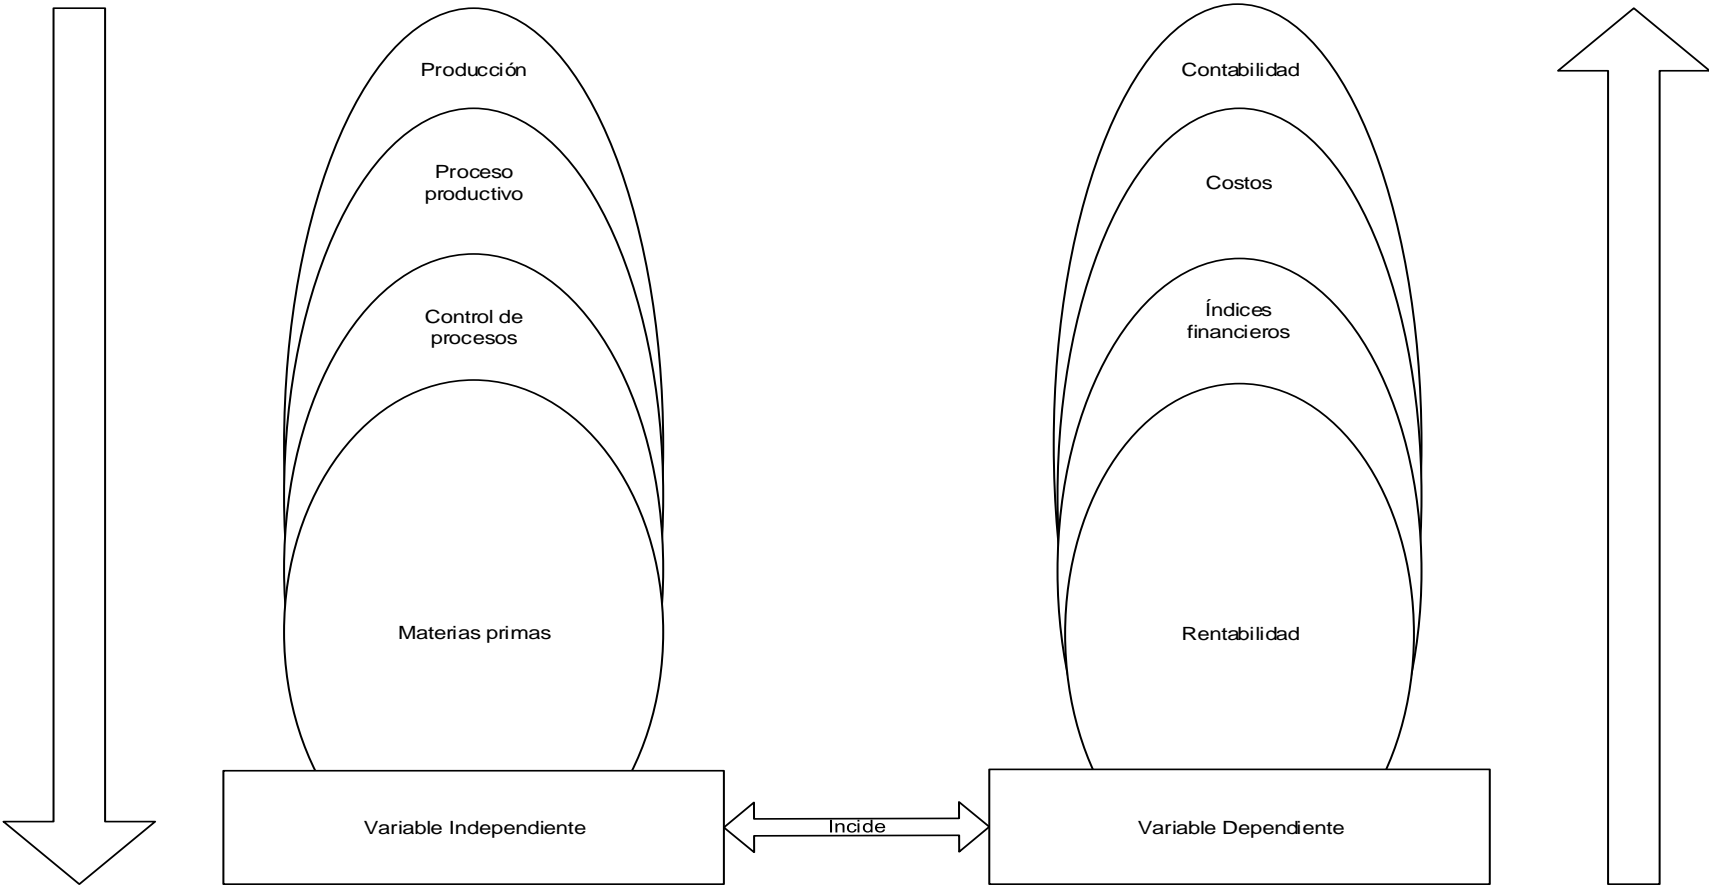 Producción
Proceso
productivo
Control de
procesos
Materias primas
Variable Independiente
Incide
Contabilidad
Costos
Índices
financieros
Rentabilidad
Variable Dependiente